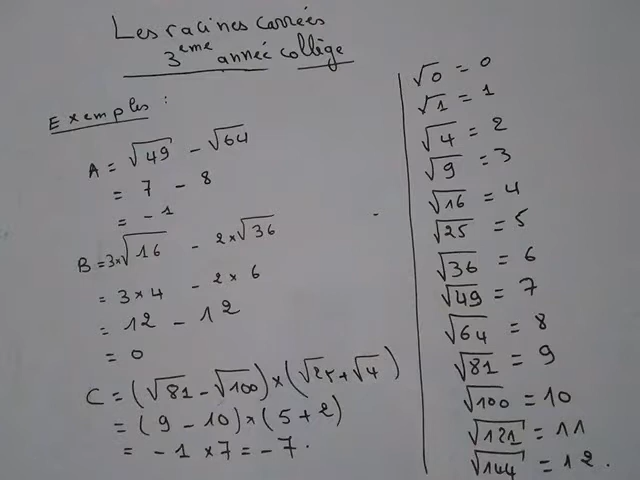 Les racines carrées
3eme année collège
Exemples :
A = √49 - √64
= 7 - 8
= -1
B = 3×√16 - 2×√36
= 3×4 - 2×6
= 12 - 12
= 0
C = (√81 - √100) × (√25 + √4)
= (9 - 10) × (5 + 2)
= -1 × 7 = -7.
√0 = 0
√1 = 1
√4 = 2
√9 = 3
√16 = 4
√25 = 5
√36 = 6
√49 = 7
√64 = 8
√81 = 9
√100 = 10
√121 = 11
√144 = 12.